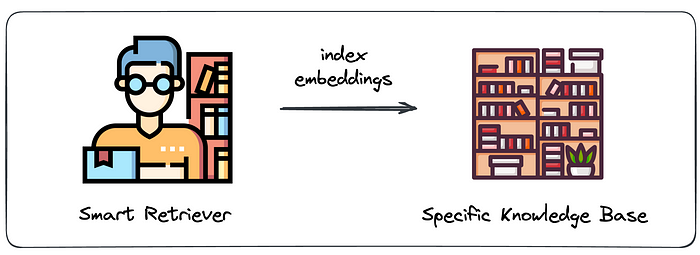 index
embeddings
Smart Retriever
Specific Knowledge Base